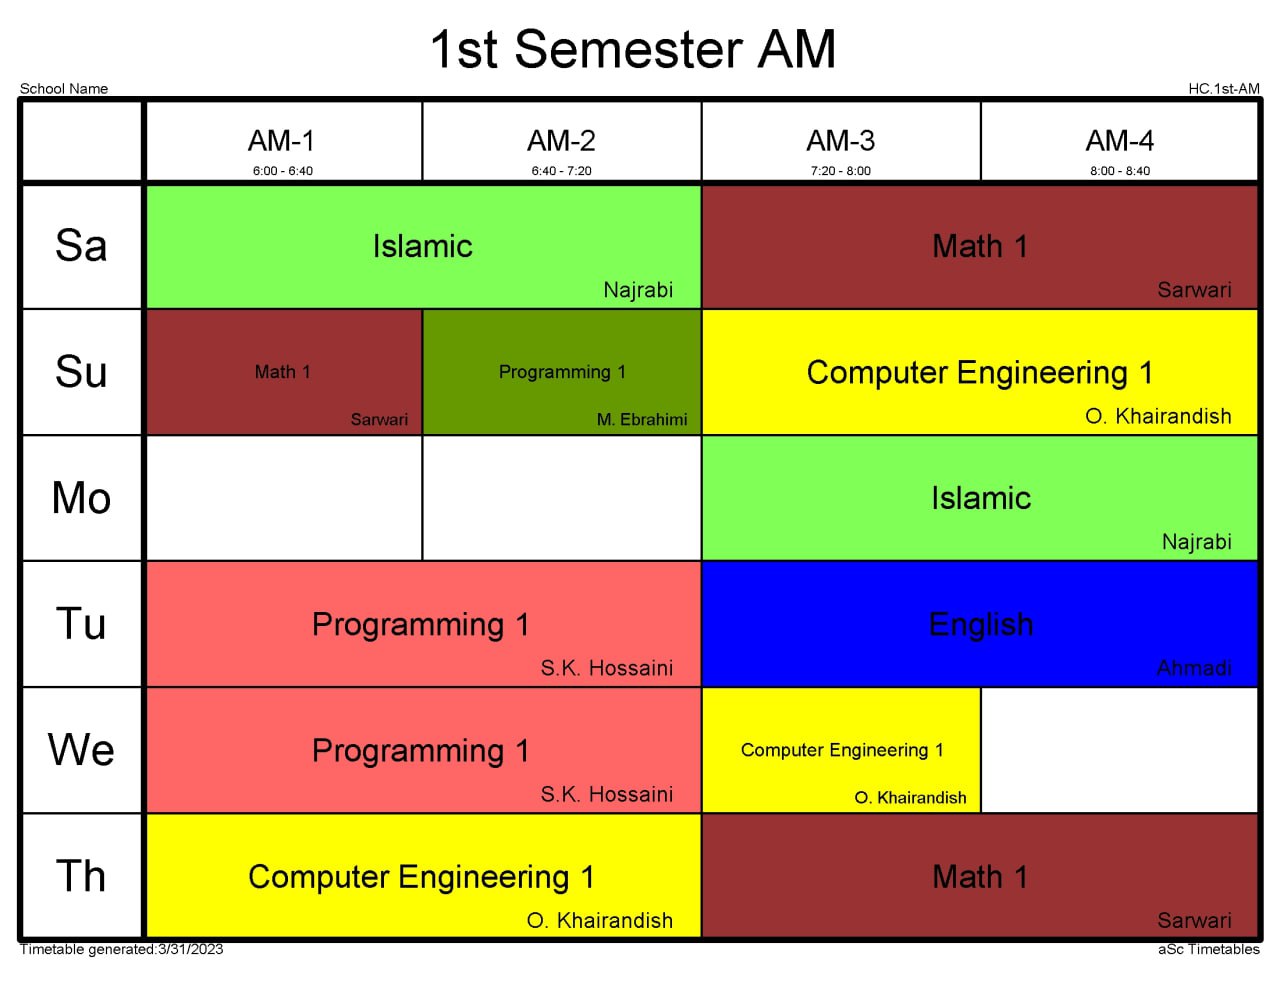 1st Semester AM
School Name HC.1st-AM
AM-1 AM-2 AM-3 AM-4
6:00 - 6:40 6:40 - 7:20 7:20 - 8:00 8:00 - 8:40
Sa Islamic Math 1
Najrabi Sarwari
Su Math 1 Programming 1 Computer Engineering 1
Sarwari M. Ebrahimi O. Khairandish
Mo Islamic
Najrabi
Tu Programming 1 English
S.K. Hossaini Ahmadi
We Programming 1 Computer Engineering 1
S.K. Hossaini O. Khairandish
Th Computer Engineering 1 Math 1
O. Khairandish Sarwari
Timetable generated:3/31/2023 aSc Timetables